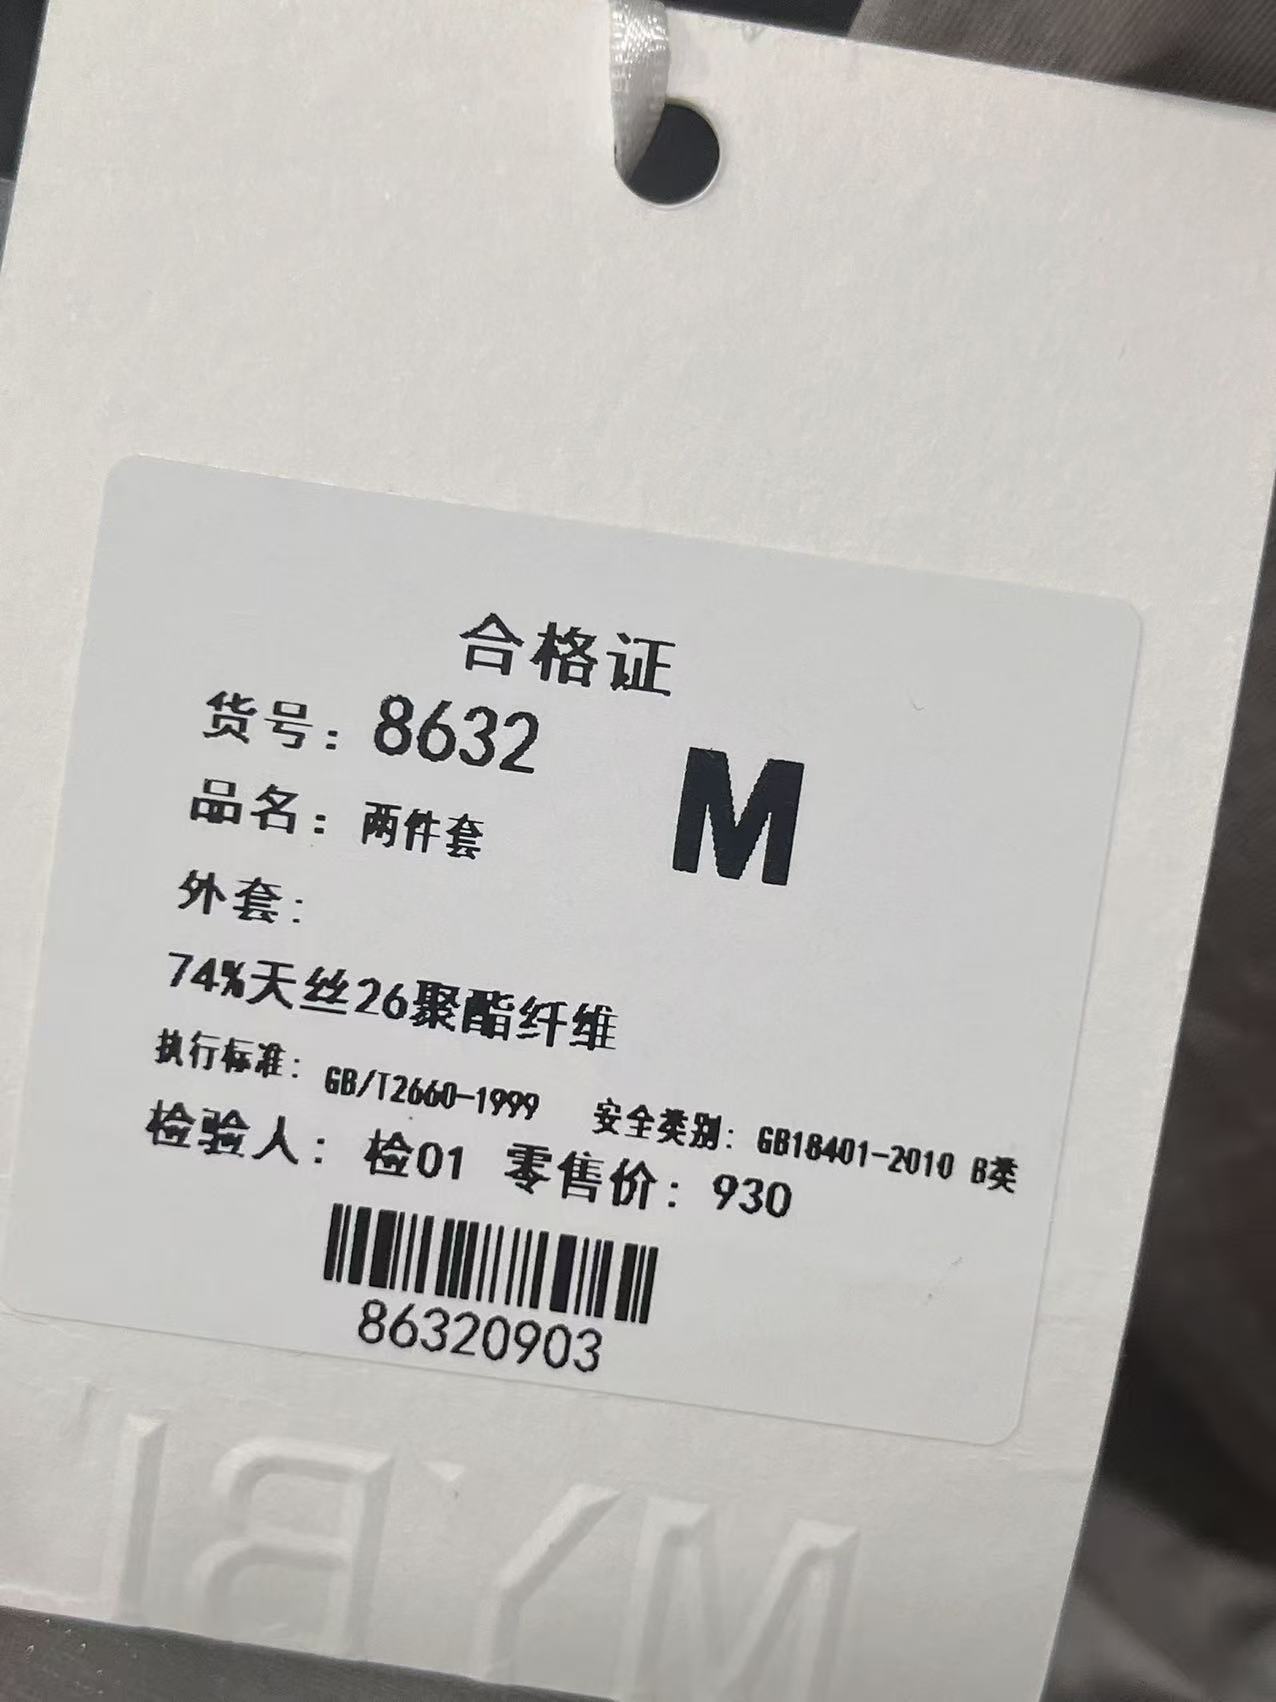 合格证
货号: 8632
M
品名: 两件套
外套:
74%天丝26聚酯纤维
执行标准: GB/T2660-1999 安全类别: GB18401-2010 B类
检验人: 检01 零售价: 930
86320903